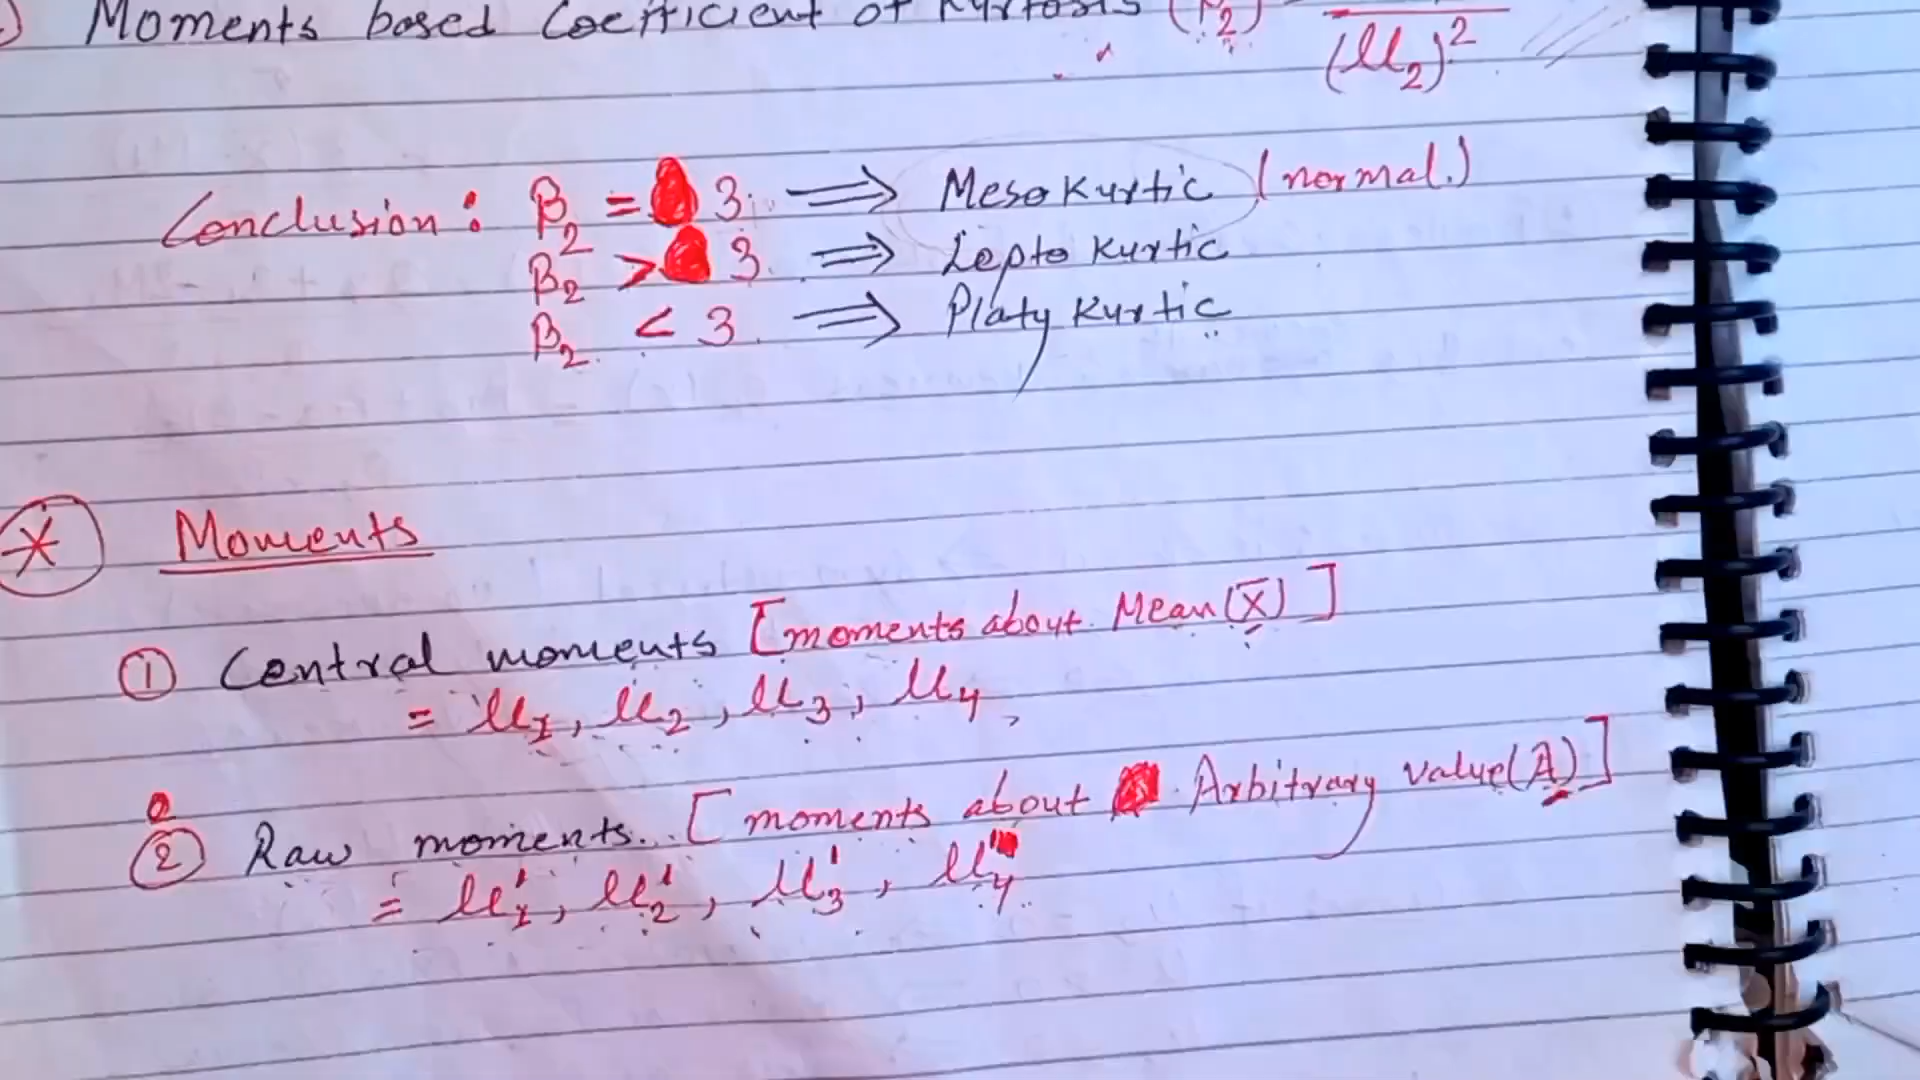 Moments based Coefficient of Kurtosis (β₂) (μ₂)²
Conclusion : β₂ = 3 ⟹ Meso Kurtic (normal.)
β₂ > 3 ⟹ Lepto Kurtic
β₂ < 3 ⟹ Platy Kurtic
* Moments
① Central moments [moments about Mean (x̄)]
= μ₁, μ₂, μ₃, μ₄,
② Raw moments.. [moments about Arbitrary value (A)]
= μ₁', μ₂', μ₃', μ₄'